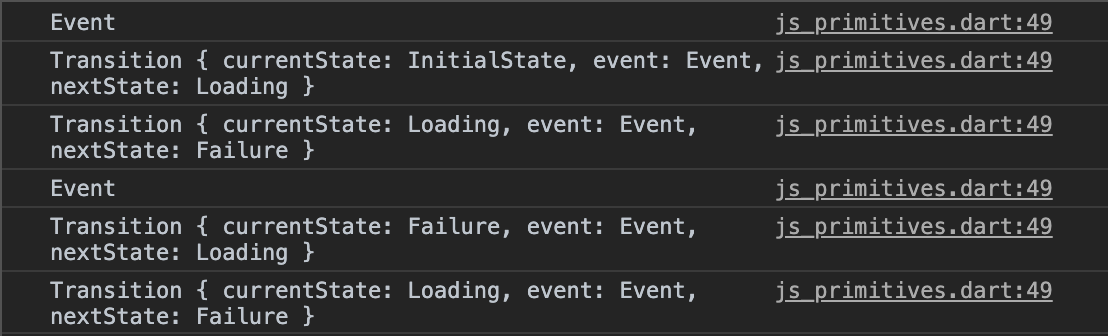 Event js_primitives.dart:49
Transition { currentState: InitialState, event: Event, js_primitives.dart:49
nextState: Loading }
Transition { currentState: Loading, event: Event, js_primitives.dart:49
nextState: Failure }
Event js_primitives.dart:49
Transition { currentState: Failure, event: Event, js_primitives.dart:49
nextState: Loading }
Transition { currentState: Loading, event: Event, js_primitives.dart:49
nextState: Failure }